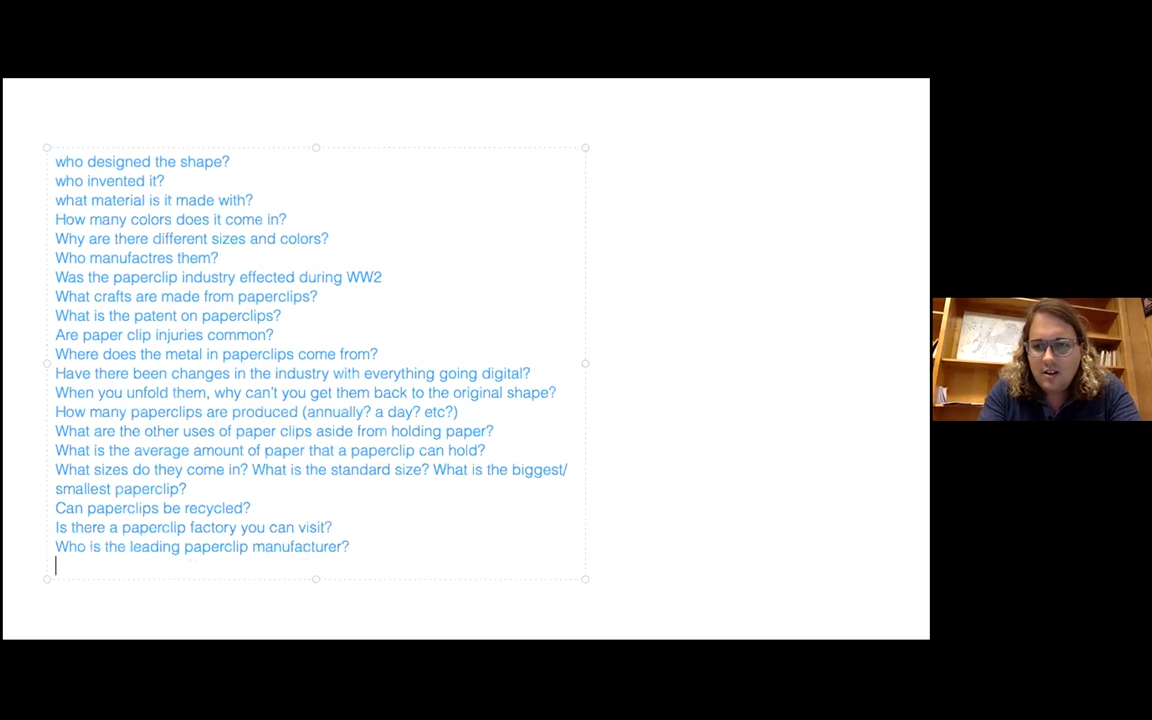 who designed the shape?
who invented it?
what material is it made with?
How many colors does it come in?
Why are there different sizes and colors?
Who manufactres them?
Was the paperclip industry effected during WW2
What crafts are made from paperclips?
What is the patent on paperclips?
Are paper clip injuries common?
Where does the metal in paperclips come from?
Have there been changes in the industry with everything going digital?
When you unfold them, why can't you get them back to the original shape?
How many paperclips are produced (annually? a day? etc?)
What are the other uses of paper clips aside from holding paper?
What is the average amount of paper that a paperclip can hold?
What sizes do they come in? What is the standard size? What is the biggest/
smallest paperclip?
Can paperclips be recycled?
Is there a paperclip factory you can visit?
Who is the leading paperclip manufacturer?